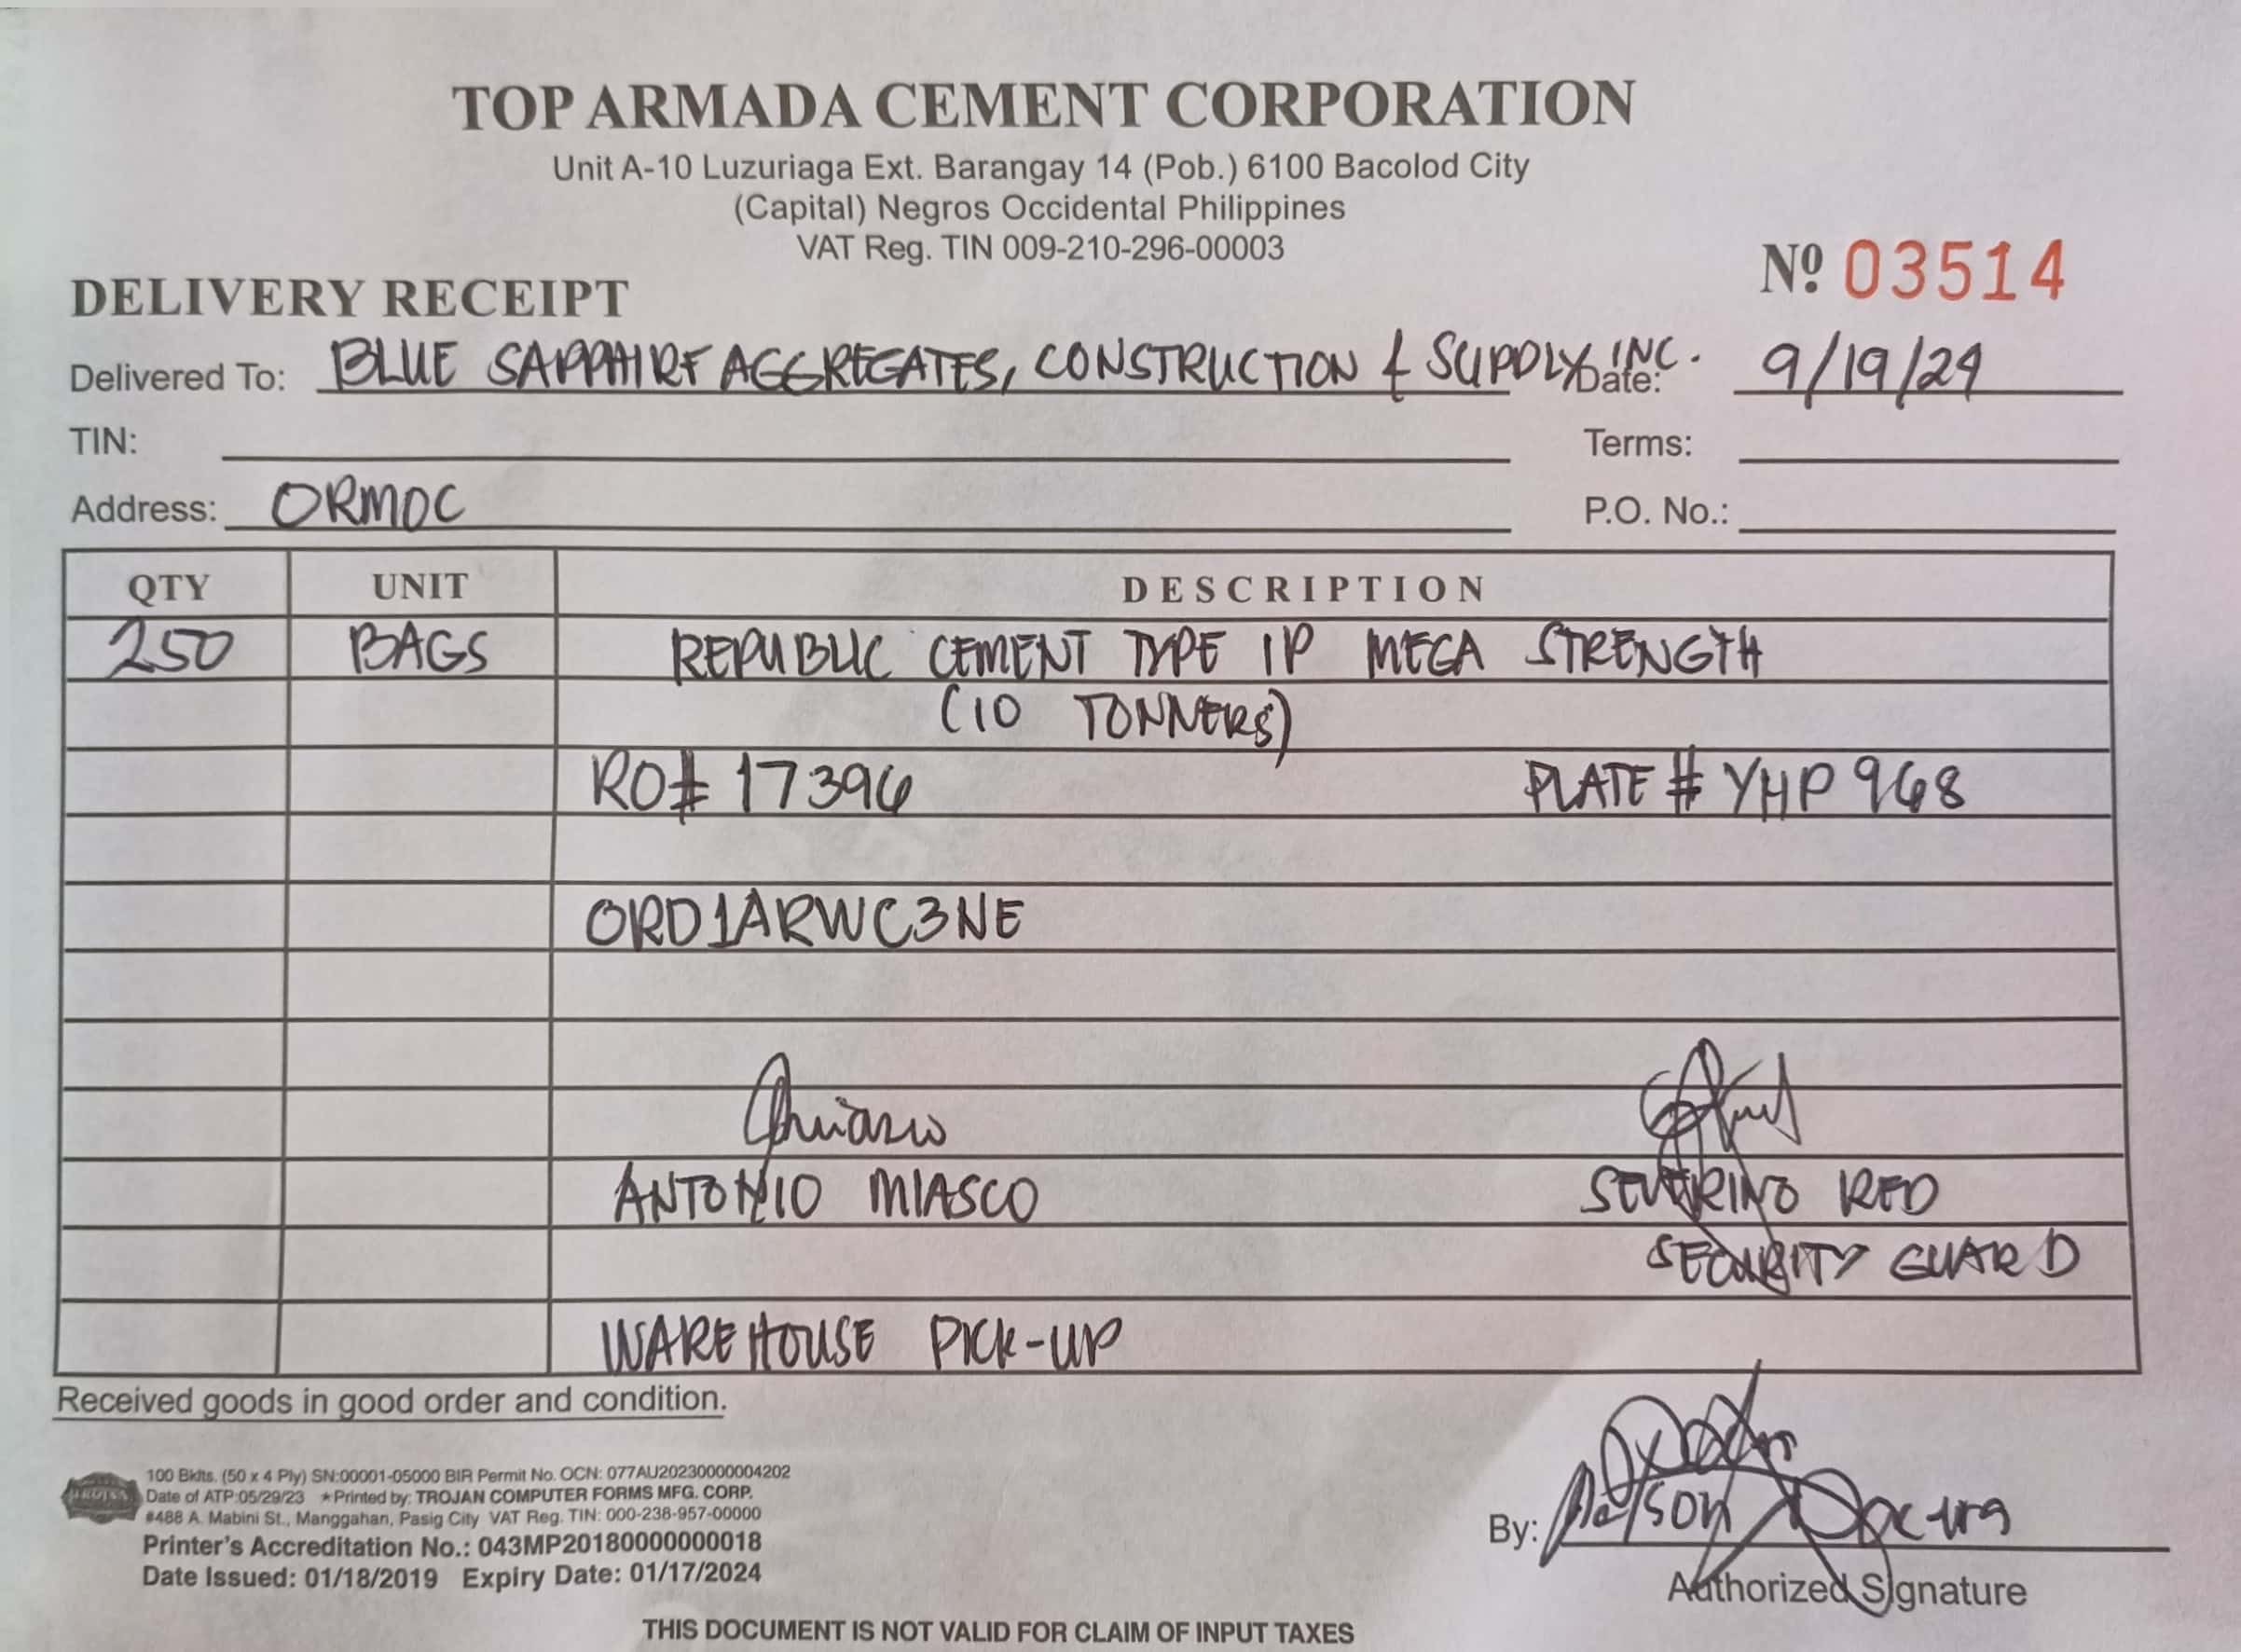 TOP ARMADA CEMENT CORPORATION
Unit A-10 Luzuriaga Ext. Barangay 14 (Pob.) 6100 Bacolod City
(Capital) Negros Occidental Philippines
VAT Reg. TIN 009-210-296-00003
Nº 03514
DELIVERY RECEIPT
Delivered To: BLUE SAPPHIRE AGGREGATES, CONSTRUCTION & SUPPLY INC. Date: 9/19/24
TIN: Terms:
Address: ORMOC P.O. No.:
QTY UNIT DESCRIPTION
250 BAGS REPUBLIC CEMENT TYPE 1P MEGA STRENGTH
(10 TONNERS)
RO# 17396 PLATE # YHP 968
ORD1ARWC3NE
ANTONIO MIASCO SEVERINO RED
SECURITY GUARD
WAREHOUSE PICK-UP
Received goods in good order and condition.
100 Bklts. (50 x 4 Ply) SN:00001-05000 BIR Permit No. OCN: 077AU20230000004202
Date of ATP:05/29/23 ★Printed by: TROJAN COMPUTER FORMS MFG. CORP.
#488 A. Mabini St., Manggahan, Pasig City VAT Reg. TIN: 000-238-957-00000
Printer's Accreditation No.: 043MP20180000000018
Date Issued: 01/18/2019 Expiry Date: 01/17/2024
By:
Authorized Signature
THIS DOCUMENT IS NOT VALID FOR CLAIM OF INPUT TAXES